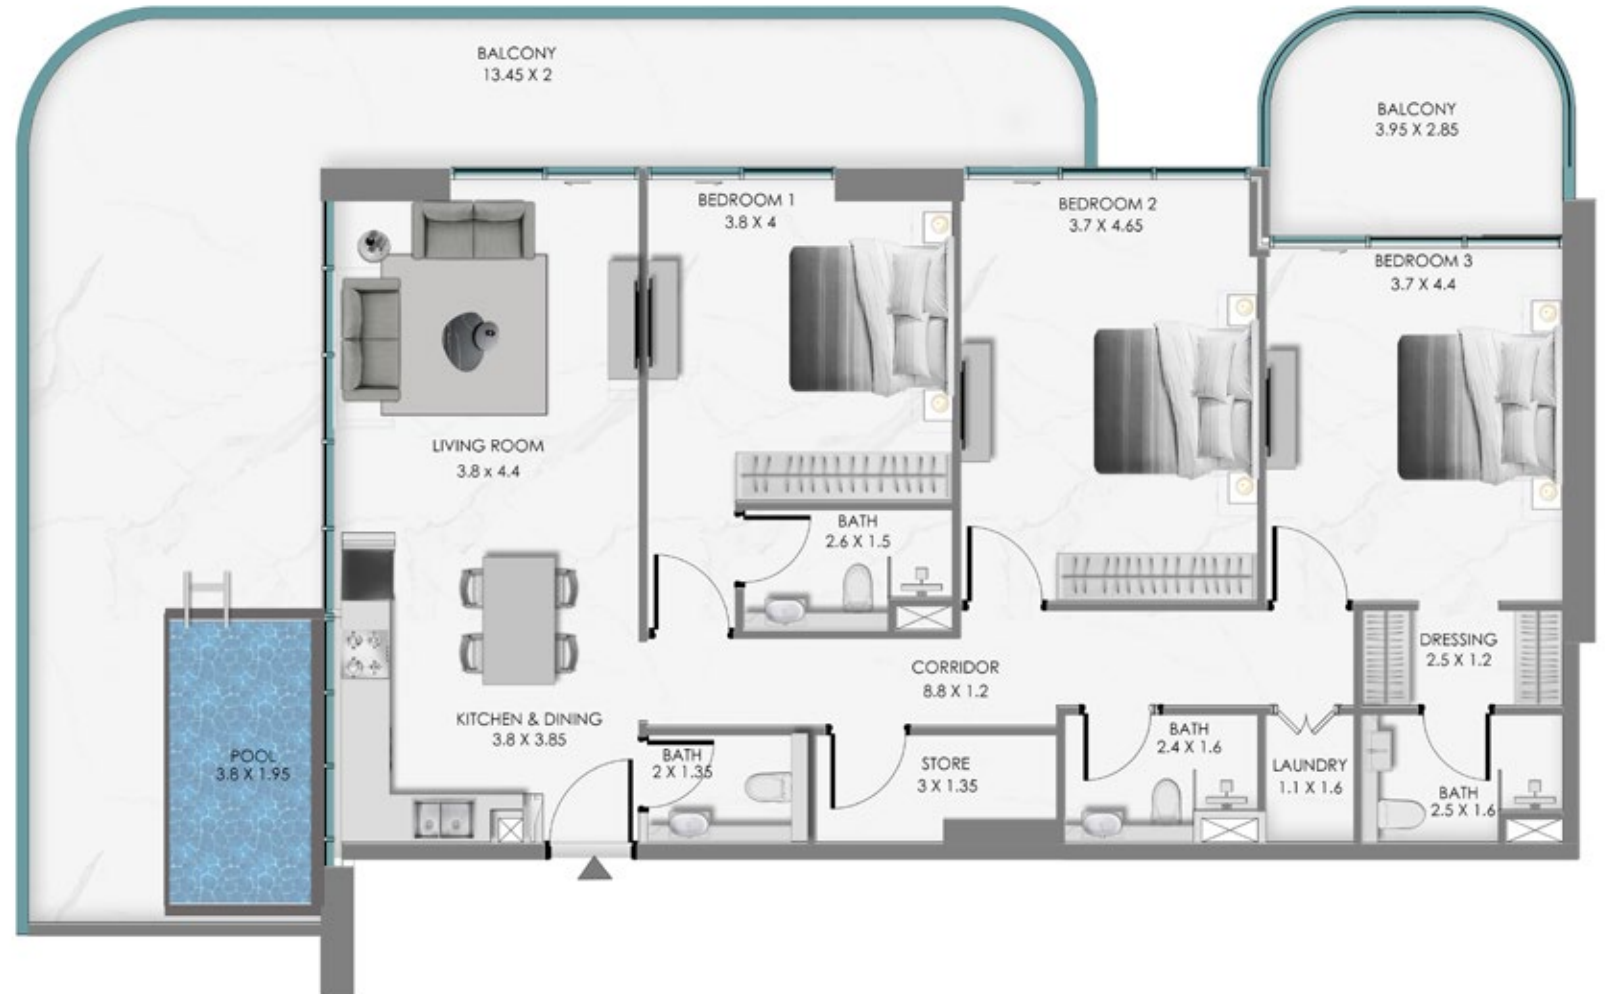 BALCONY
13.45 X 2
BALCONY
3.95 X 2.85
BEDROOM 1
3.8 X 4
BEDROOM 2
3.7 X 4.65
BEDROOM 3
3.7 X 4.4
LIVING ROOM
3.8 x 4.4
BATH
2.6 X 1.5
DRESSING
2.5 X 1.2
CORRIDOR
8.8 X 1.2
KITCHEN & DINING
3.8 X 3.85
POOL
3.8 X 1.95
BATH
2 X 1.35
STORE
3 X 1.35
BATH
2.4 X 1.6
LAUNDRY
1.1 X 1.6
BATH
2.5 X 1.6